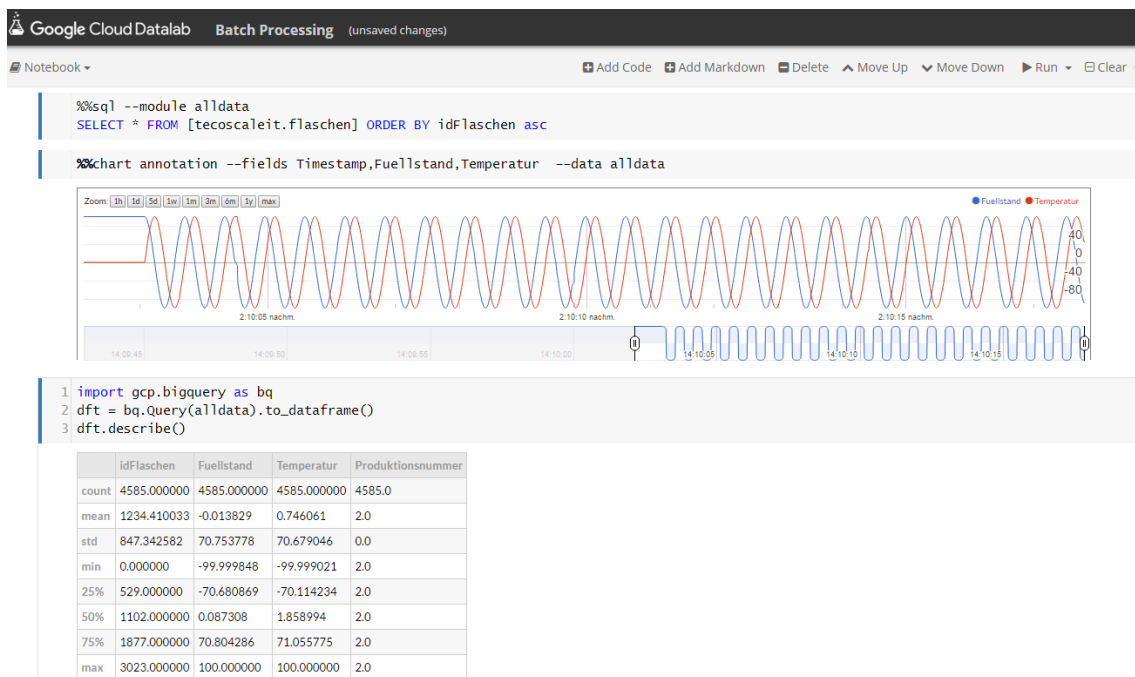 Google Cloud Datalab Batch Processing (unsaved changes)
Notebook Add Code Add Markdown Delete Move Up Move Down Run Clear
%%sql --module alldata
SELECT * FROM [tecoscaleit.flaschen] ORDER BY idFlaschen asc
%%chart annotation --fields Timestamp,Fuellstand,Temperatur --data alldata
Zoom: 1h 1d 5d 1w 1m 3m 6m 1y max Fuellstand Temperatur
40
0
-40
-80
2:10:05 nachm. 2:10:10 nachm. 2:10:15 nachm.
14:09:45 14:09:50 14:09:55 14:10:00 14:10:05 14:10:10 14:10:15
1 import gcp.bigquery as bq
2 dft = bq.Query(alldata).to_dataframe()
3 dft.describe()
idFlaschen Fuellstand Temperatur Produktionsnummer
count 4585.000000 4585.000000 4585.000000 4585.0
mean 1234.410033 -0.013829 0.746061 2.0
std 847.342582 70.753778 70.679046 0.0
min 0.000000 -99.999848 -99.999021 2.0
25% 529.000000 -70.680869 -70.114234 2.0
50% 1102.000000 0.087308 1.858994 2.0
75% 1877.000000 70.804286 71.055775 2.0
max 3023.000000 100.000000 100.000000 2.0